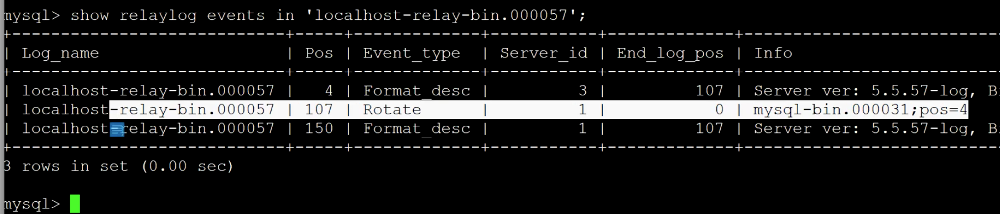 mysql> show relaylog events in 'localhost-relay-bin.000057';
+----------------------------+-----+-------------+-----------+-------------+---------------------------
| Log_name                   | Pos | Event_type  | Server_id | End_log_pos | Info
+----------------------------+-----+-------------+-----------+-------------+---------------------------
| localhost-relay-bin.000057 |   4 | Format_desc |         3 |         107 | Server ver: 5.5.57-log, B
| localhost-relay-bin.000057 | 107 | Rotate      |         1 |           0 | mysql-bin.000031;pos=4
| localhost-relay-bin.000057 | 150 | Format_desc |         1 |         107 | Server ver: 5.5.57-log, B
+----------------------------+-----+-------------+-----------+-------------+---------------------------
3 rows in set (0.00 sec)
mysql>